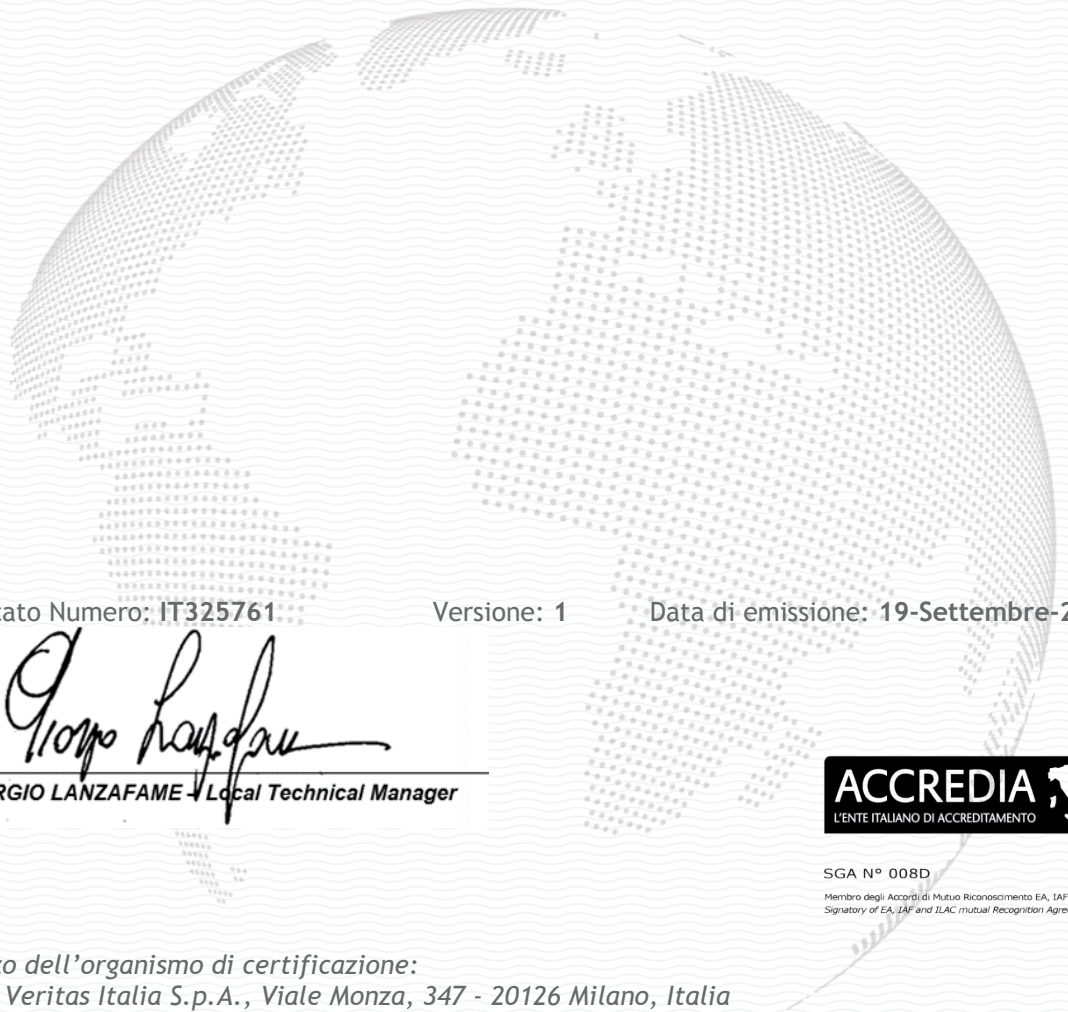 cato Numero: IT325761 Versione: 1 Data di emissione: 19-Settembre-2
RGIO LANZAFAME - Local Technical Manager
ACCREDIA
L'ENTE ITALIANO DI ACCREDITAMENTO
SGA N° 008D
Membro degli Accordi di Mutuo Riconoscimento EA, IAF
Signatory of EA, IAF and ILAC mutual Recognition Agre
zo dell'organismo di certificazione:
Veritas Italia S.p.A., Viale Monza, 347 - 20126 Milano, Italia